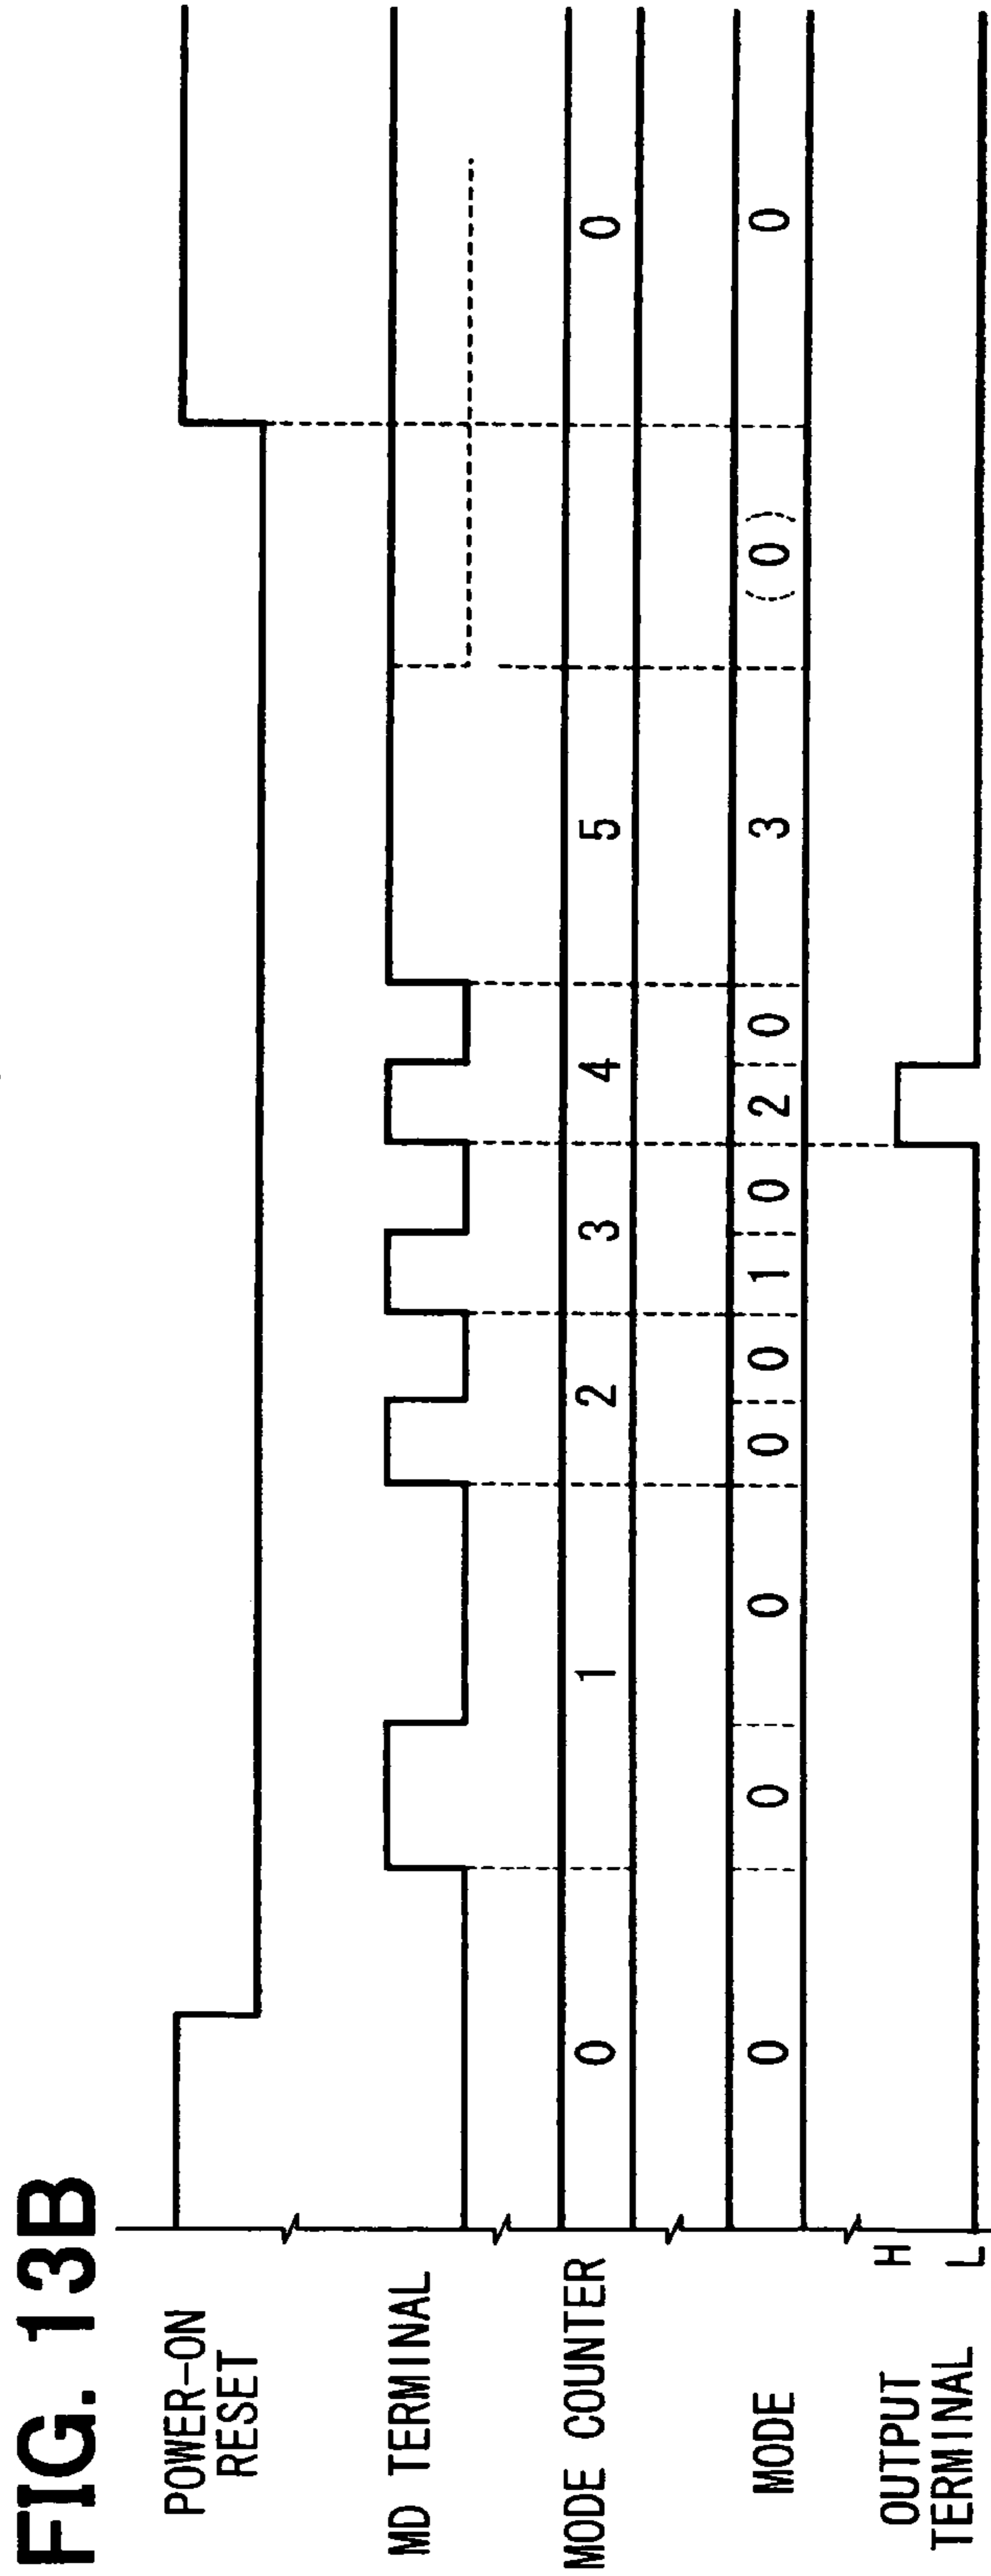 FIG. 13B
POWER-ON
RESET
MD TERMINAL
MODE COUNTER
0 1 2 3 4 5 0
MODE
0 0 0 0 0 1 0 2 0 3 (0) 0
OUTPUT
TERMINAL
H
L